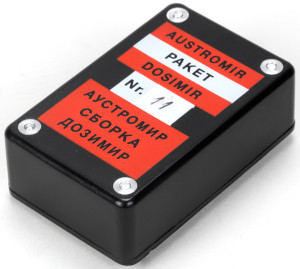 AUSTROMIR
PAKET
DOSIMIR
Nr. 11
АУСТРОМИР
СБОРКА
ДОЗИМИР